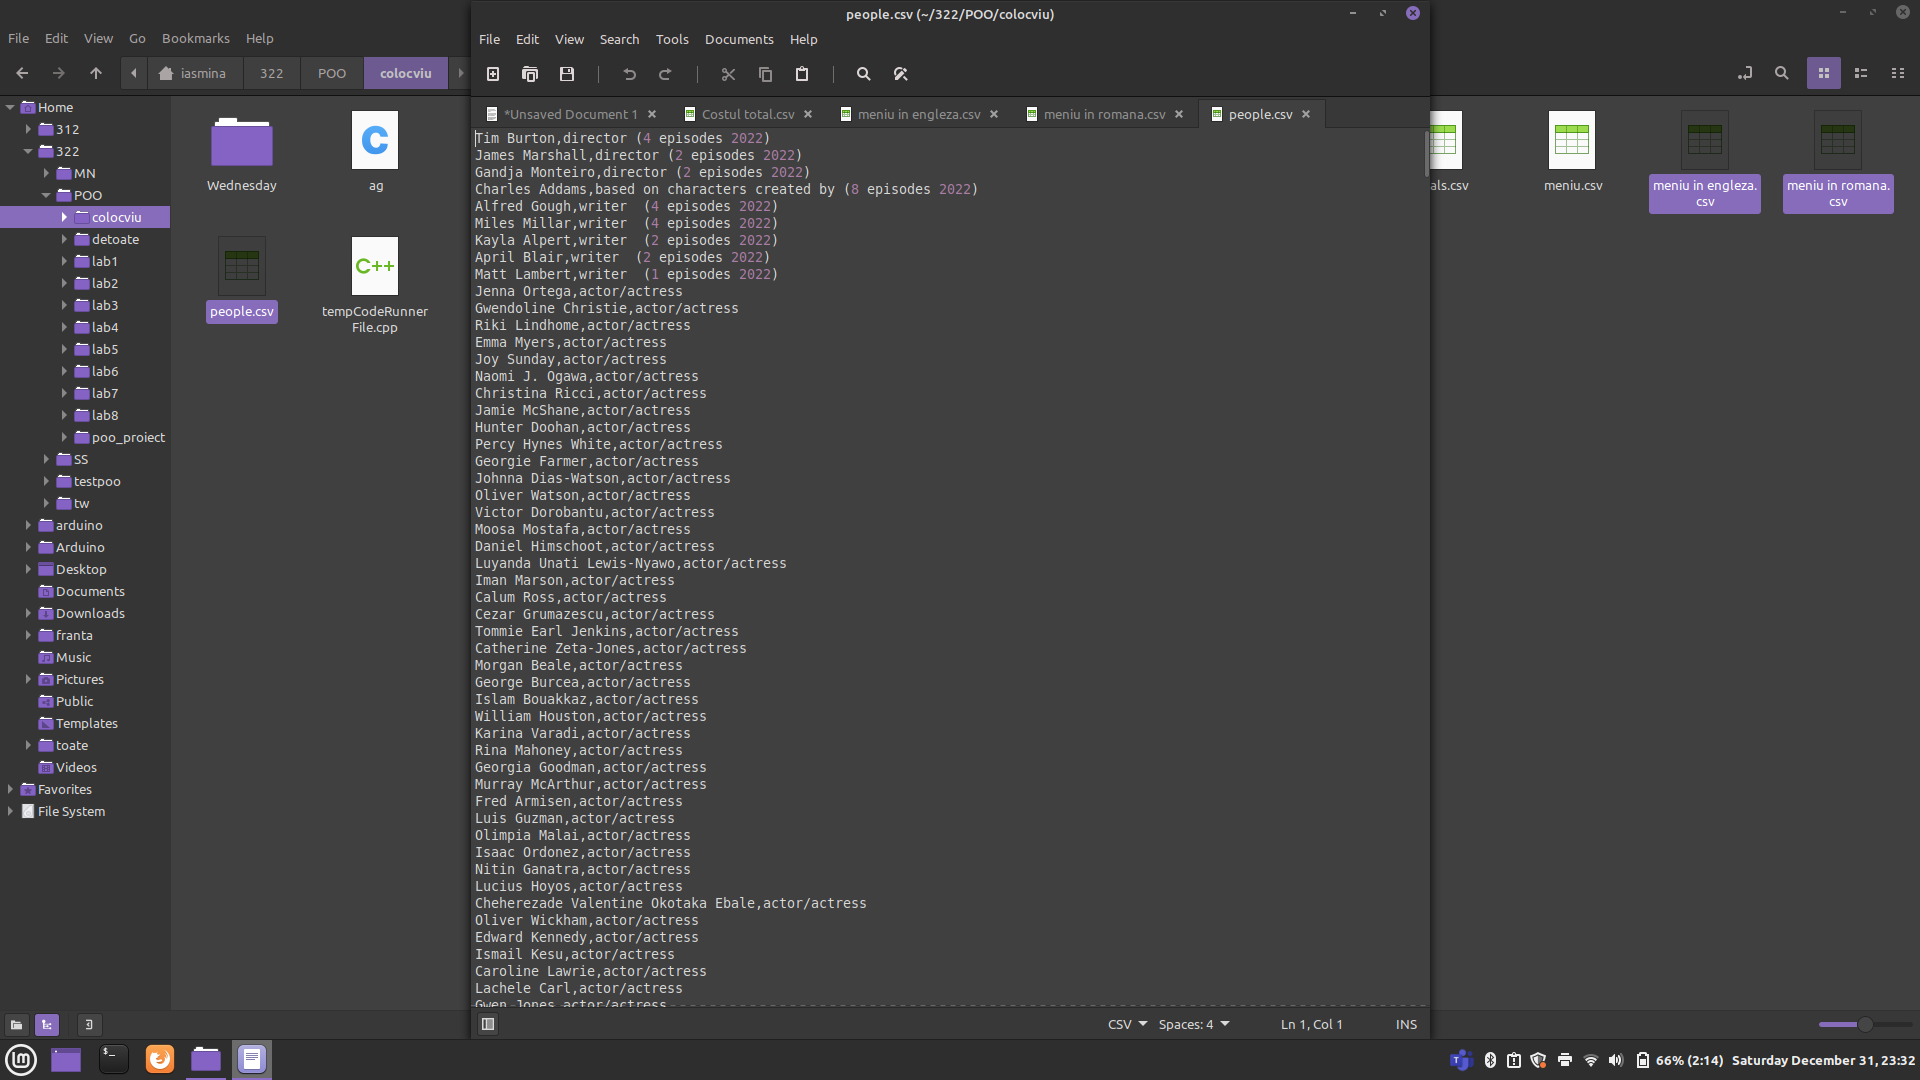 people.csv (~/322/POO/colocviu)
File Edit View Go Bookmarks Help
File Edit View Search Tools Documents Help
iasmina 322 POO colocviu
*Unsaved Document 1
Costul total.csv
meniu in engleza.csv
meniu in romana.csv
people.csv
Home
312
322
MN
POO
colocviu
detoate
lab1
lab2
lab3
lab4
lab5
lab6
lab7
lab8
poo_proiect
SS
testpoo
tw
arduino
Arduino
Desktop
Documents
Downloads
franta
Music
Pictures
Public
Templates
toate
Videos
Favorites
File System
Wednesday
C
ag
people.csv
C++
tempCodeRunner
File.cpp
Tim Burton,director (4 episodes 2022)
James Marshall,director (2 episodes 2022)
Gandja Monteiro,director (2 episodes 2022)
Charles Addams,based on characters created by (8 episodes 2022)
Alfred Gough,writer  (4 episodes 2022)
Miles Millar,writer  (4 episodes 2022)
Kayla Alpert,writer  (2 episodes 2022)
April Blair,writer  (2 episodes 2022)
Matt Lambert,writer  (1 episodes 2022)
Jenna Ortega,actor/actress
Gwendoline Christie,actor/actress
Riki Lindhome,actor/actress
Emma Myers,actor/actress
Joy Sunday,actor/actress
Naomi J. Ogawa,actor/actress
Christina Ricci,actor/actress
Jamie McShane,actor/actress
Hunter Doohan,actor/actress
Percy Hynes White,actor/actress
Georgie Farmer,actor/actress
Johnna Dias-Watson,actor/actress
Oliver Watson,actor/actress
Victor Dorobantu,actor/actress
Moosa Mostafa,actor/actress
Daniel Himschoot,actor/actress
Luyanda Unati Lewis-Nyawo,actor/actress
Iman Marson,actor/actress
Calum Ross,actor/actress
Cezar Grumazescu,actor/actress
Tommie Earl Jenkins,actor/actress
Catherine Zeta-Jones,actor/actress
Morgan Beale,actor/actress
George Burcea,actor/actress
Islam Bouakkaz,actor/actress
William Houston,actor/actress
Karina Varadi,actor/actress
Rina Mahoney,actor/actress
Georgia Goodman,actor/actress
Murray McArthur,actor/actress
Fred Armisen,actor/actress
Luis Guzman,actor/actress
Olimpia Malai,actor/actress
Isaac Ordonez,actor/actress
Nitin Ganatra,actor/actress
Lucius Hoyos,actor/actress
Cheherezade Valentine Okotaka Ebale,actor/actress
Oliver Wickham,actor/actress
Edward Kennedy,actor/actress
Ismail Kesu,actor/actress
Caroline Lawrie,actor/actress
Lachele Carl,actor/actress
Gwen Jones,actor/actress
als.csv
meniu.csv
meniu in engleza.
csv
meniu in romana.
csv
CSV Spaces: 4 Ln 1, Col 1 INS
66% (2:14) Saturday December 31, 23:32